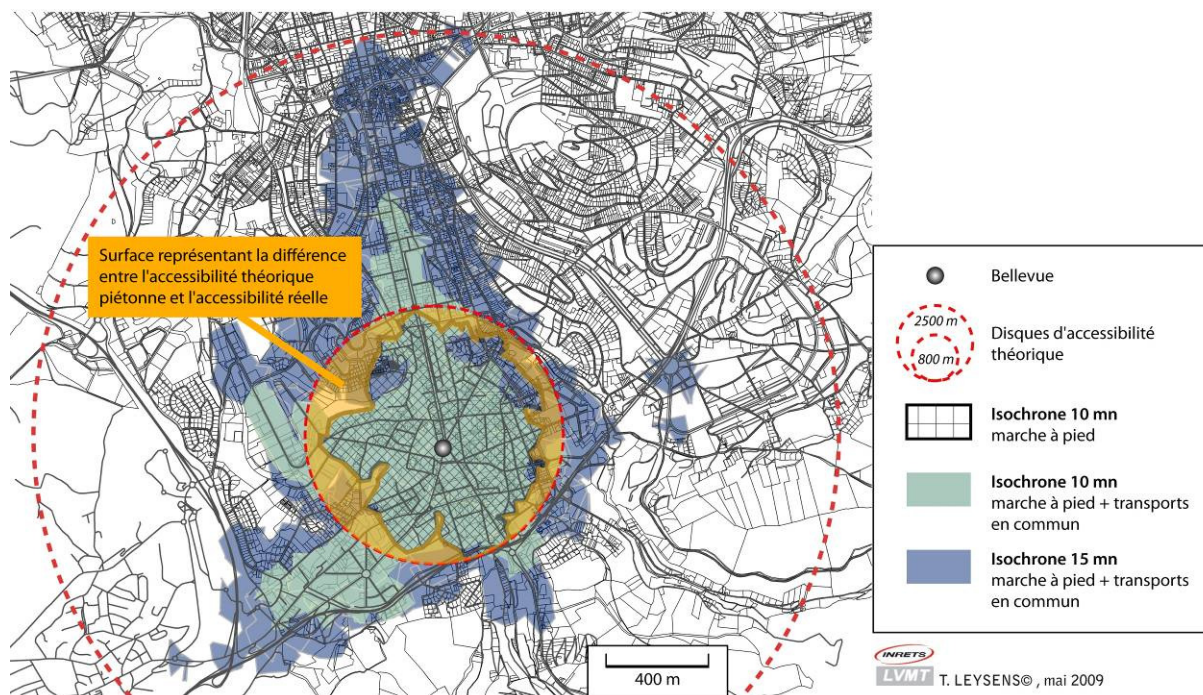 Surface représentant la différence
entre l'accessibilité théorique
piétonne et l'accessibilité réelle
Bellevue
2500 m
800 m
Disques d'accessibilité
théorique
Isochrone 10 mn
marche à pied
Isochrone 10 mn
marche à pied + transports
en commun
Isochrone 15 mn
marche à pied + transports
en commun
400 m
INRETS
LVMT T. LEYSENS© , mai 2009